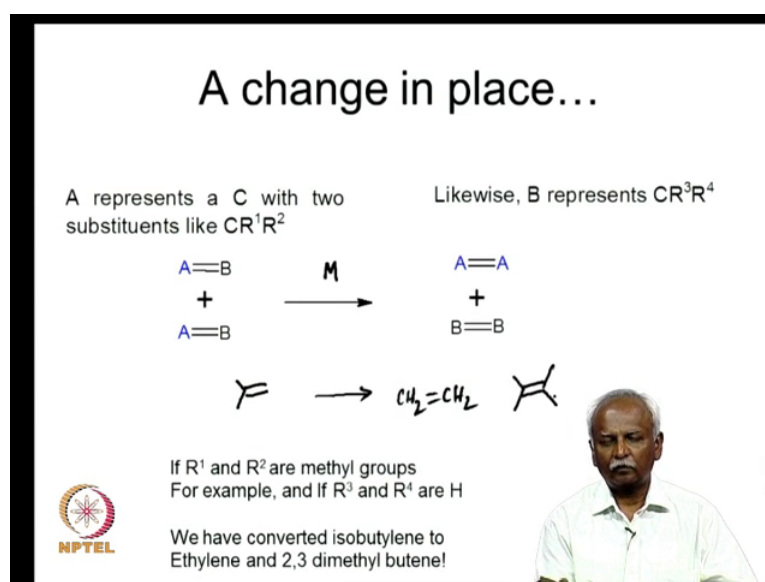 A change in place…
A represents a C with two
substituents like CR¹R²
Likewise, B represents CR³R⁴
A=B
M
A=A
+
+
A=B
B=B
CH₂=CH₂
If R¹ and R² are methyl groups
For example, and If R³ and R⁴ are H
We have converted isobutylene to
Ethylene and 2,3 dimethyl butene!
NPTEL